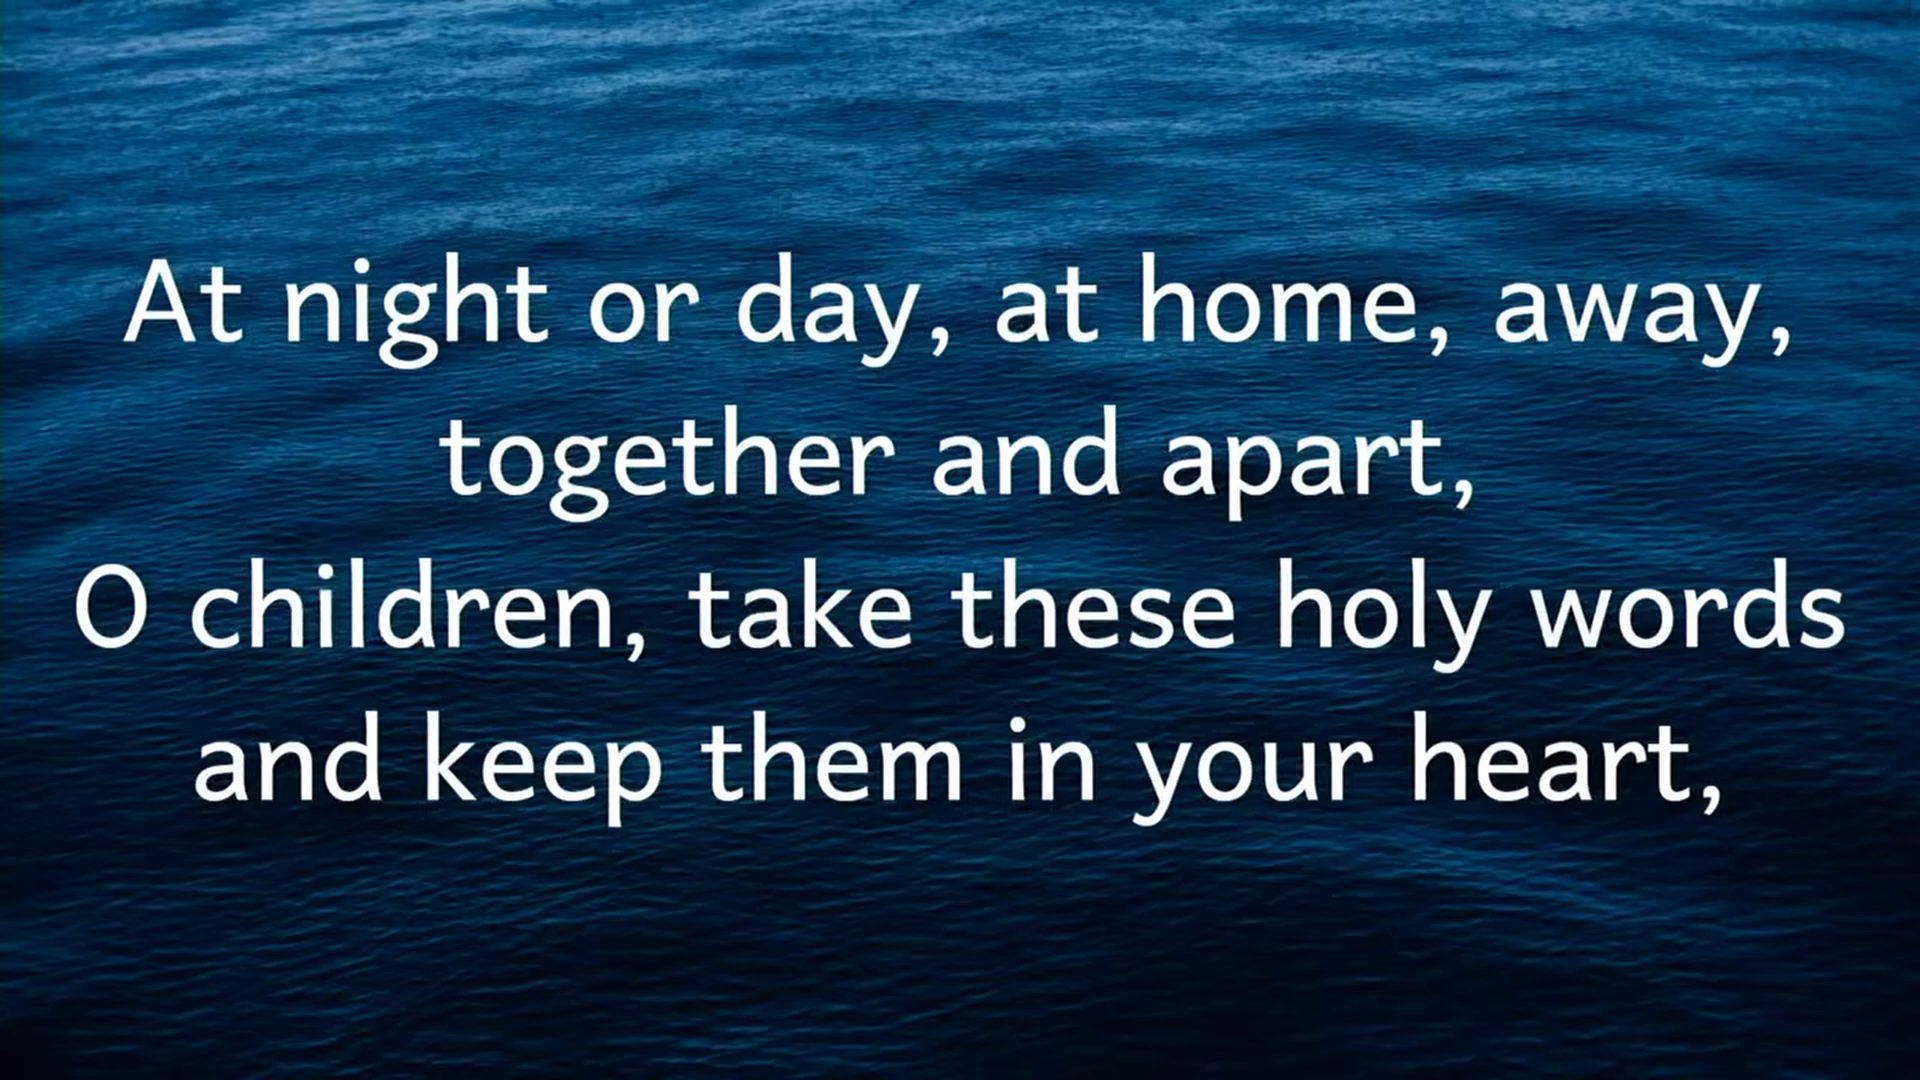 At night or day, at home, away,
together and apart,
O children, take these holy words
and keep them in your heart,